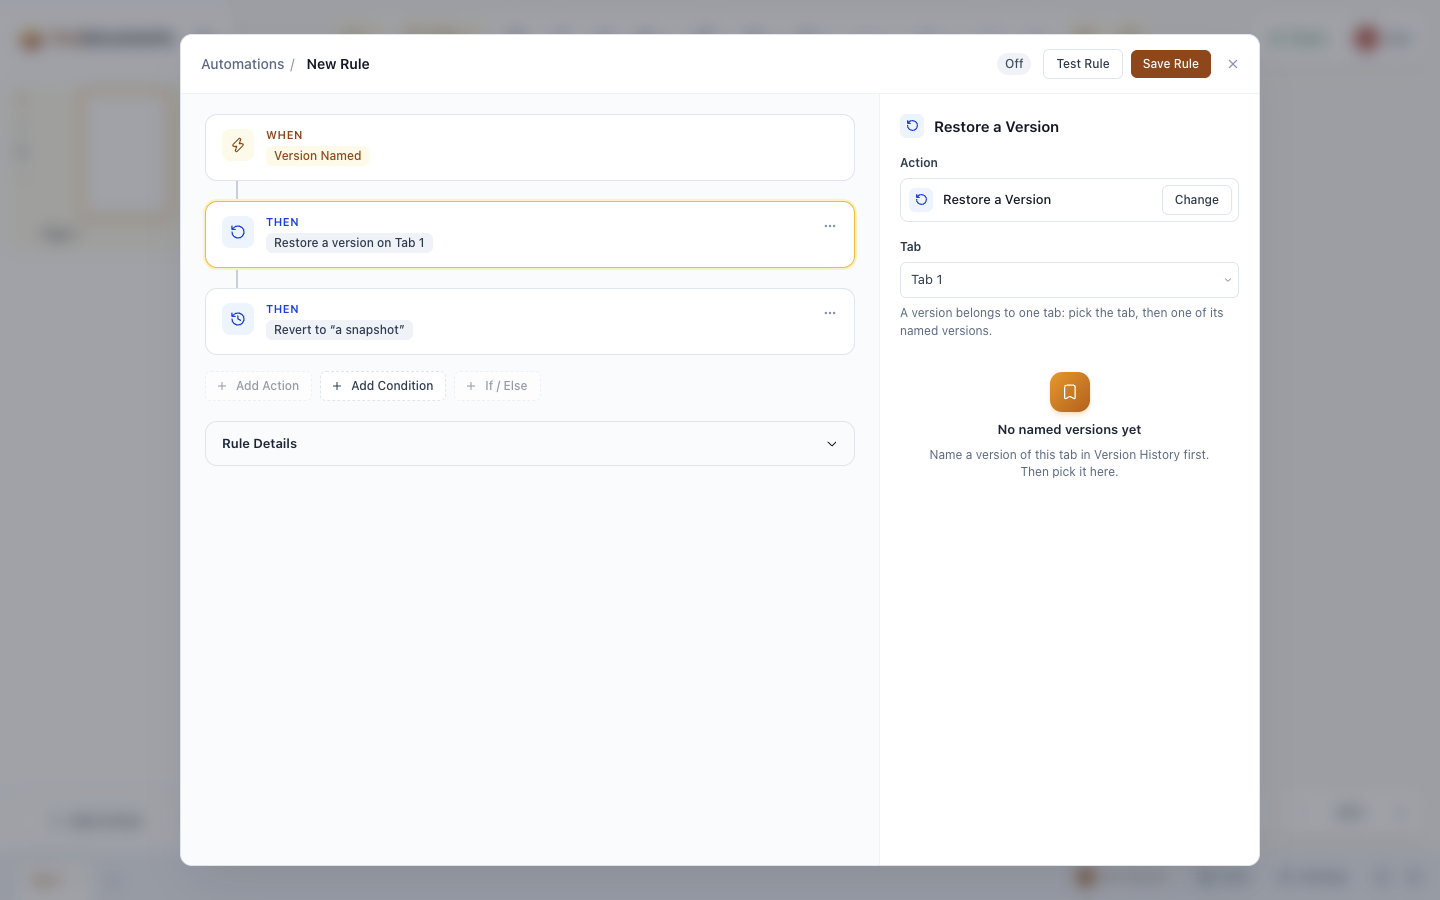 Automations / New Rule
Off
Test Rule
Save Rule
WHEN
Version Named
THEN
Restore a version on Tab 1
THEN
Revert to “a snapshot”
Add Action
Add Condition
If / Else
Rule Details
Restore a Version
Action
Restore a Version
Change
Tab
Tab 1
A version belongs to one tab: pick the tab, then one of its
named versions.
No named versions yet
Name a version of this tab in Version History first.
Then pick it here.